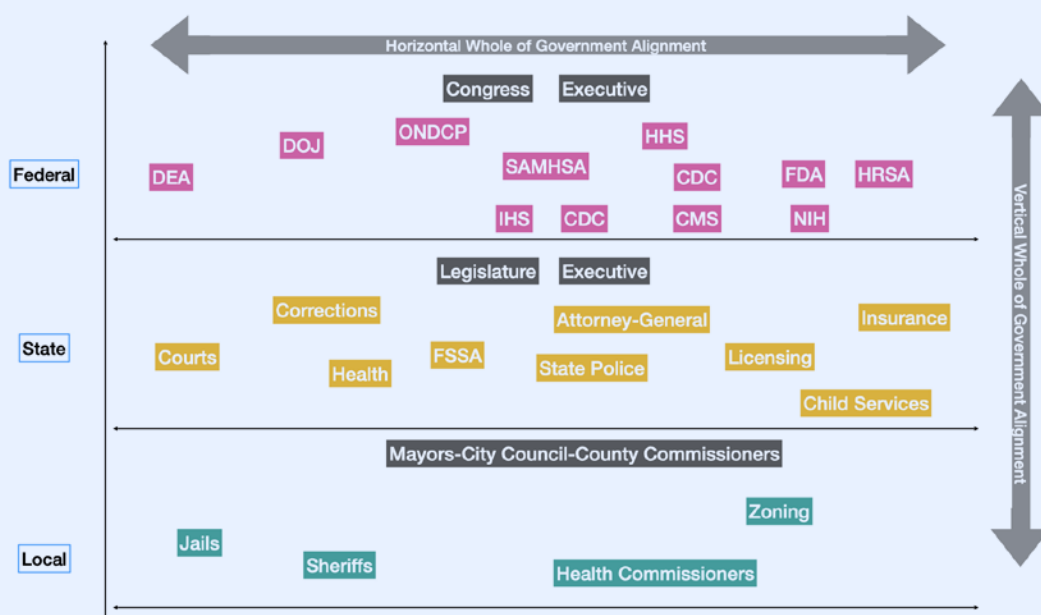 Horizontal Whole of Government Alignment
Congress Executive
ONDCP HHS
DOJ
SAMHSA
Federal DEA CDC FDA HRSA
IHS CDC CMS NIH
Legislature Executive
Corrections Attorney-General Insurance
State Courts FSSA Licensing
Health State Police
Child Services
Mayors-City Council-County Commissioners
Zoning
Jails
Local Sheriffs Health Commissioners
Vertical Whole of Government Alignment